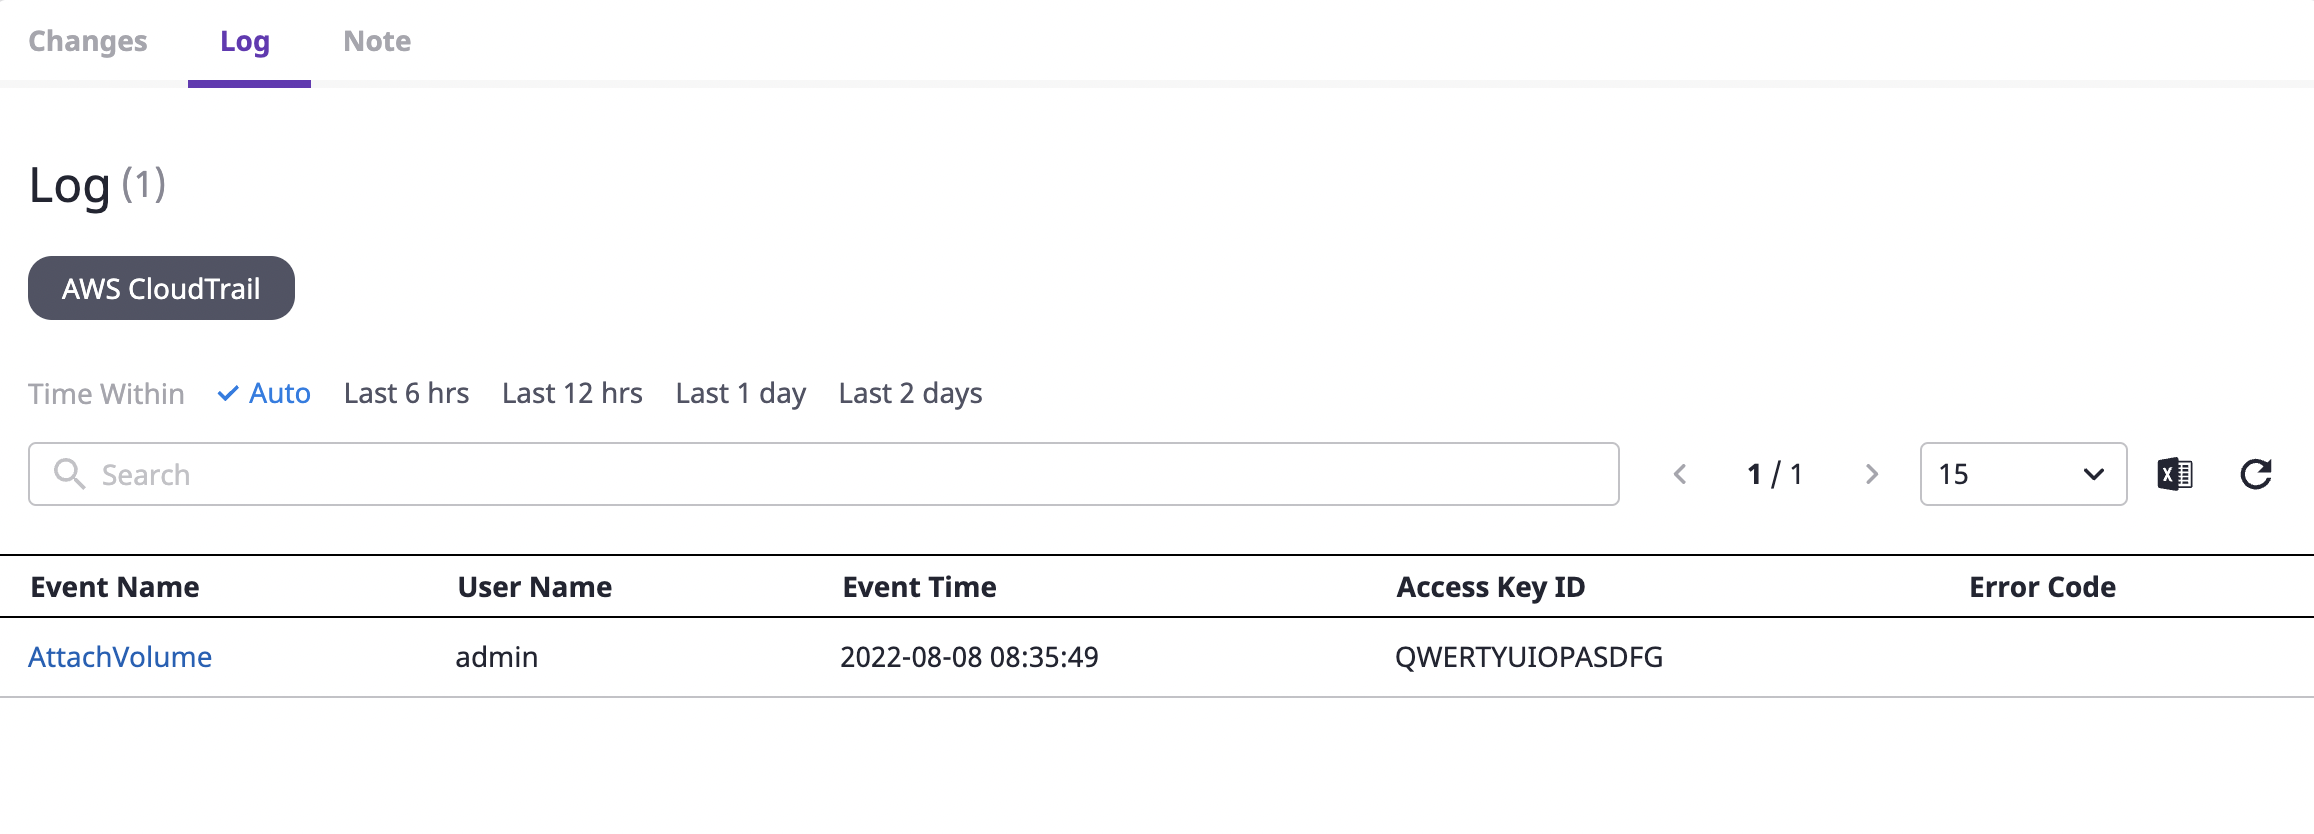 Changes Log Note
Log (1)
AWS CloudTrail
Time Within Auto Last 6 hrs Last 12 hrs Last 1 day Last 2 days
Search 1 / 1 15
Event Name User Name Event Time Access Key ID Error Code
AttachVolume admin 2022-08-08 08:35:49 QWERTYUIOPASDFG